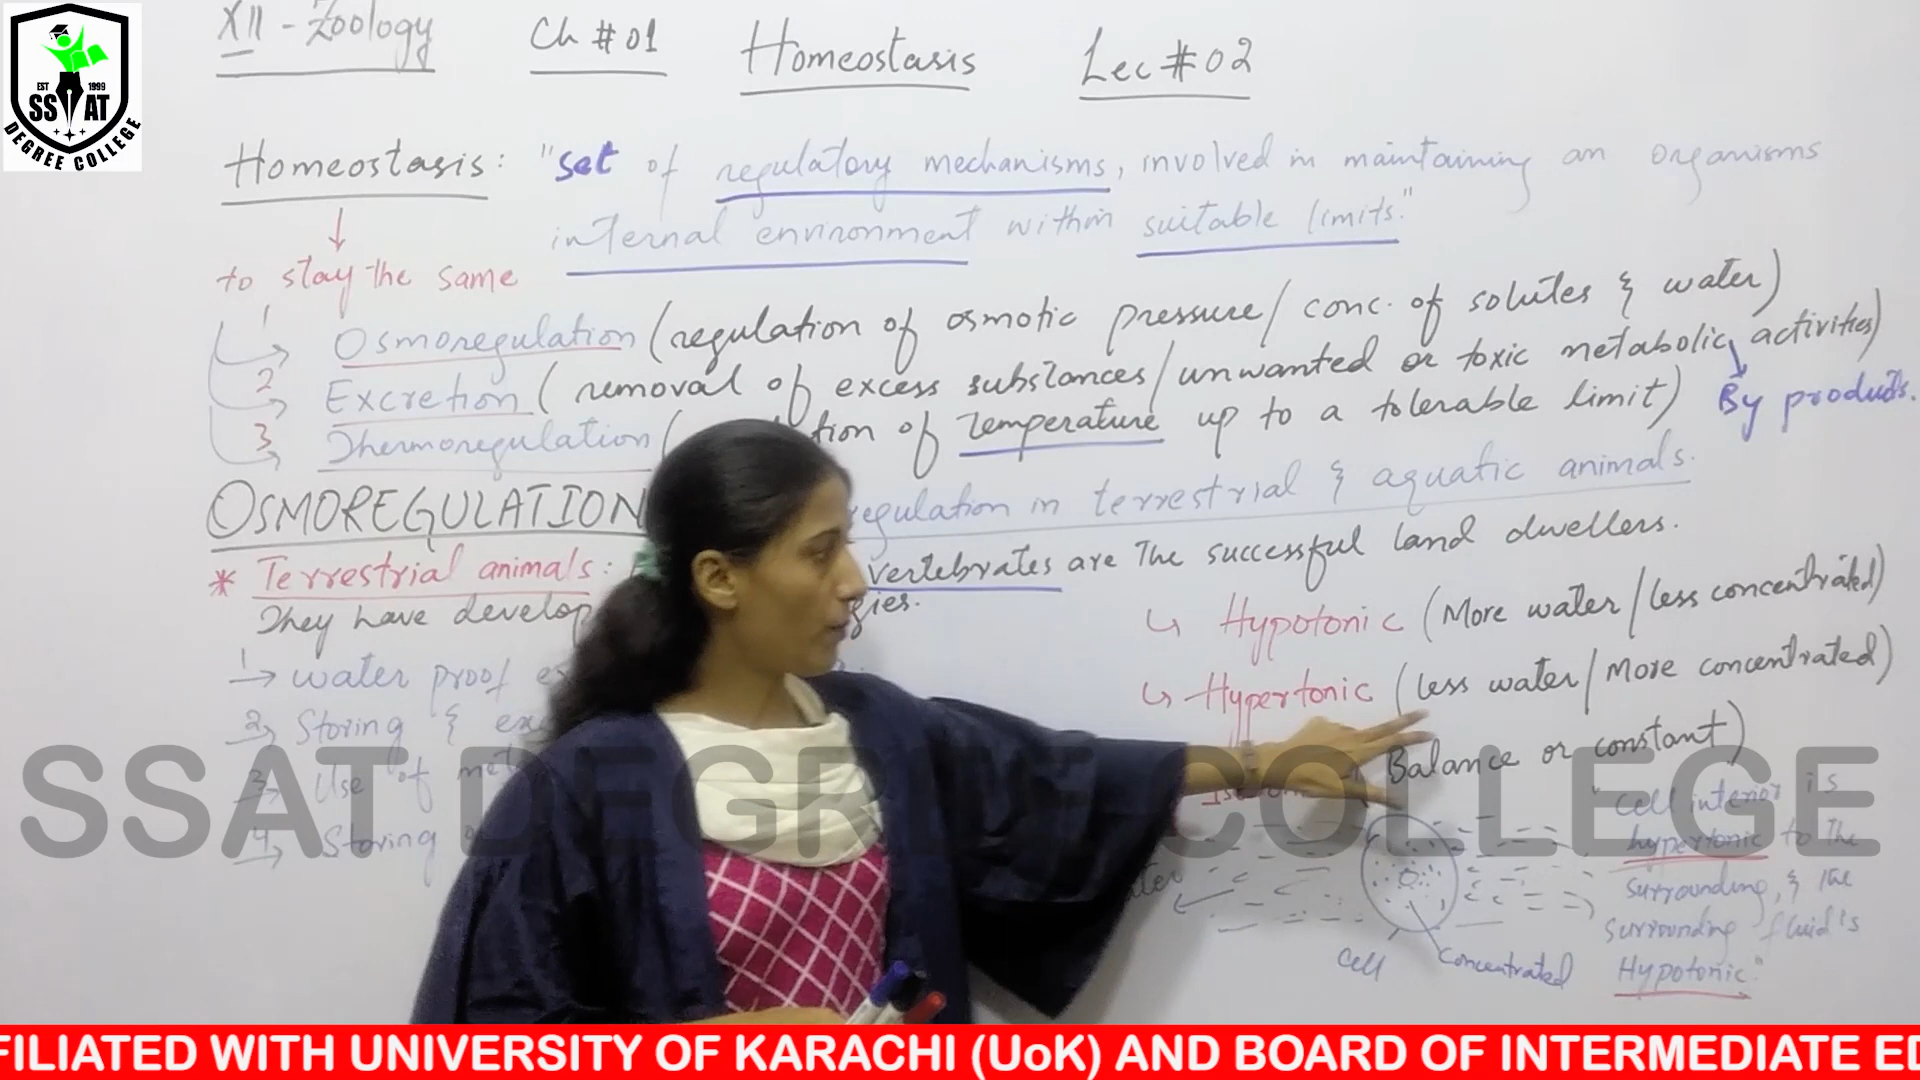 XII - Zoology Ch # 01 Homeostasis Lec # 02
EST 1999
SSAT
DEGREE COLLEGE
Homeostasis: "set of regulatory mechanisms, involved in maintaining an organisms
internal environment within suitable limits."
to stay the same
1 Osmoregulation (regulation of osmotic pressure/ conc. of solutes & water)
2 Excretion ( removal of excess substances/unwanted or toxic metabolic activities)
By products.
3 Thermoregulation ( tion of Temperature up to a tolerable limit)
OSMOREGULATION regulation in terrestrial & aquatic animals.
* Terrestrial animals: vertebrates are The successful land dwellers.
They have develop gies.
↳ Hypotonic (More water/less concentrated)
1→ water proof
↳ Hypertonic (less water/More concentrated)
2→ Storing &
Balance or constant)
3→ Use of met
4→ Storing
"cell interior is
hypertonic to the
surrounding, & the
surrounding fluid is
Hypotonic."
cell concentrated
SSAT DEGREE COLLEGE
FILIATED WITH UNIVERSITY OF KARACHI (UoK) AND BOARD OF INTERMEDIATE ED